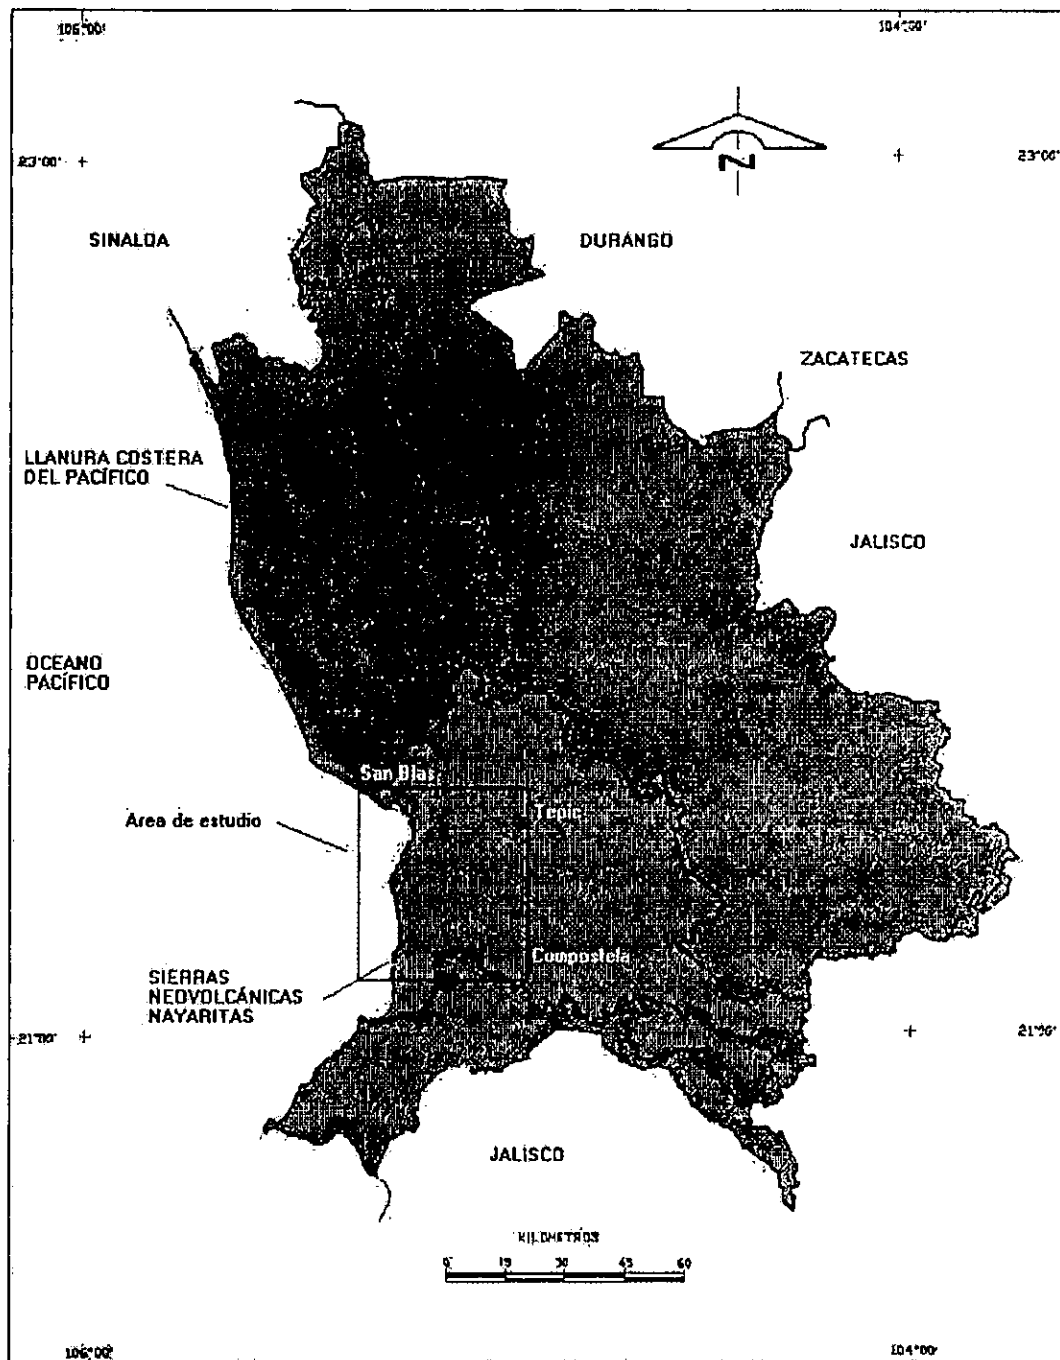 106°00'
104°00'
23°00'
23°00'
N
SINALOA
DURANGO
ZACATECAS
LLANURA COSTERA
DEL PACÍFICO
JALISCO
OCEANO
PACÍFICO
San Blas
Tepic
Area de estudio
Compostela
SIERRAS
NEOVOLCÁNICAS
NAYARITAS
21°00'
21°00'
JALISCO
KILOMETROS
0 15 30 45 60
106°00'
104°00'